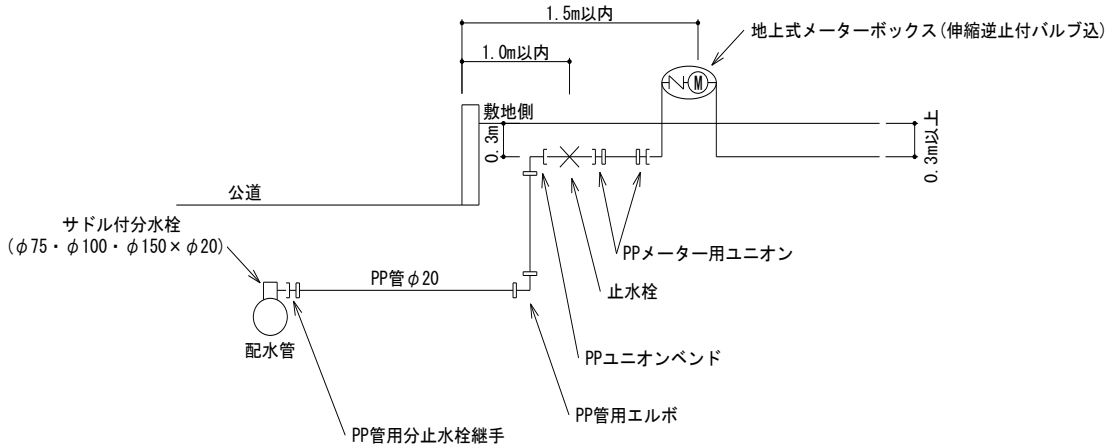 1.5m以内
地上式メーターボックス(伸縮逆止付バルブ込)
1.0m以内
N
M
敷地側
0.3m
0.3m以上
公道
サドル付分水栓
(φ75・φ100・φ150×φ20)
PPメーター用ユニオン
PP管φ20
止水栓
配水管
PPユニオンベンド
PP管用エルボ
PP管用分止水栓継手